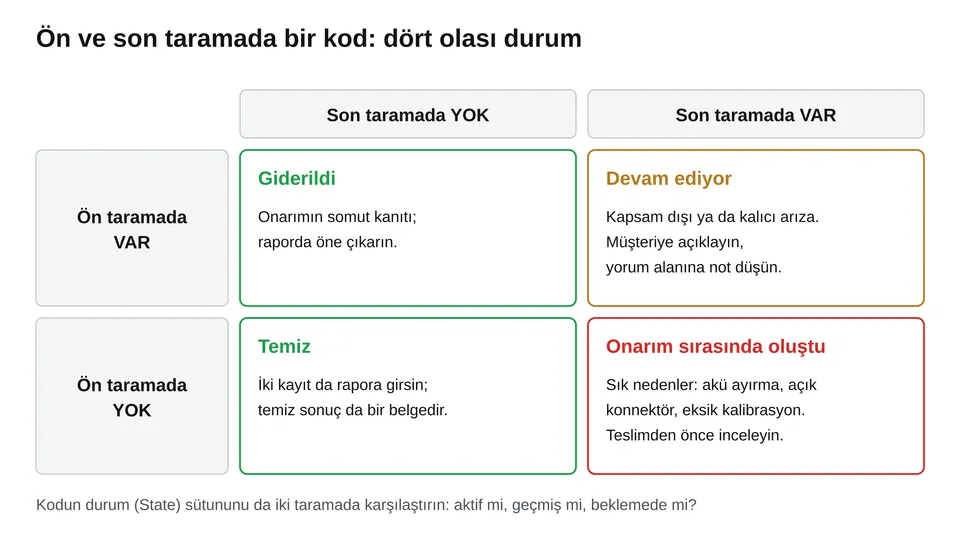 Ön ve son taramada bir kod: dört olası durum
Son taramada YOK
Son taramada VAR
Ön taramada
VAR
Giderildi
Onarımın somut kanıtı;
raporda öne çıkarın.
Devam ediyor
Kapsam dışı ya da kalıcı arıza.
Müşteriye açıklayın,
yorum alanına not düşün.
Ön taramada
YOK
Temiz
İki kayıt da rapora girsin;
temiz sonuç da bir belgedir.
Onarım sırasında oluştu
Sık nedenler: akü ayırma, açık
konnektör, eksik kalibrasyon.
Teslimden önce inceleyin.
Kodun durum (State) sütununu da iki taramada karşılaştırın: aktif mi, geçmiş mi, beklemede mi?